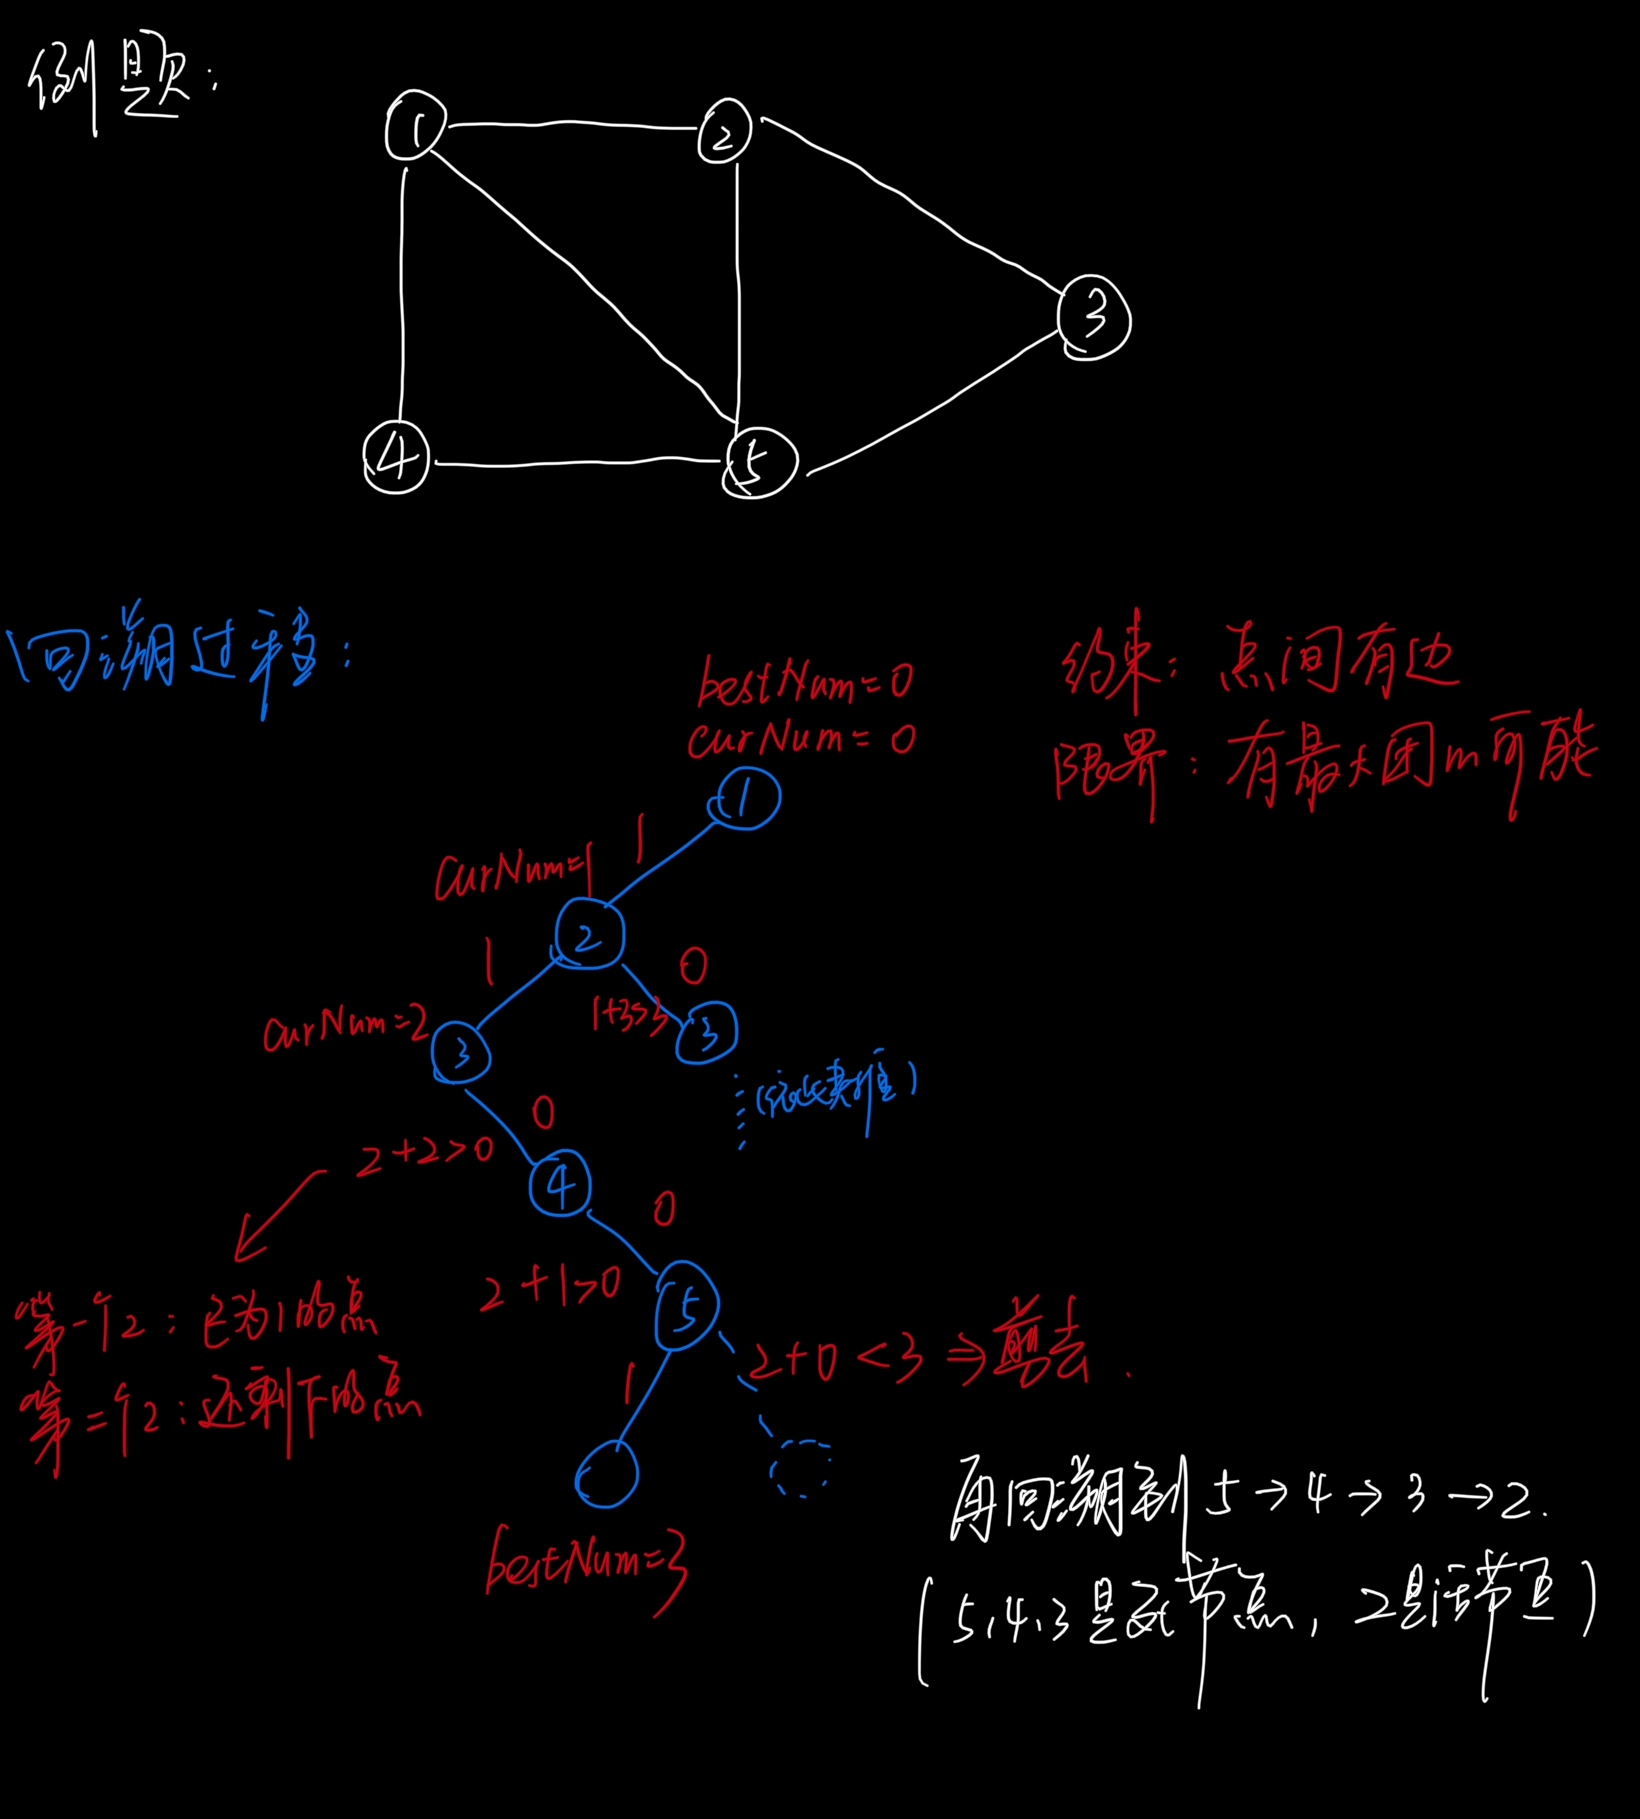 例题:
① ②
③
④ ⑤
回溯过程:
bestNum=0
curNum=0
约束: 点间有边
限界: 有最大团m可能
①
1
curNum=1
②
1 0
curNum=2
1+3>3
③ ③
(依此类推)
0
2+2>0
④
0
2+1>0
⑤
第一个2: 已为1的点
第二个2: 还剩下的点
1
2+0<3⇒剪去.
bestNum=3
再回溯到5→4→3→2.
(5,4,3是死节点, 2是活节点)